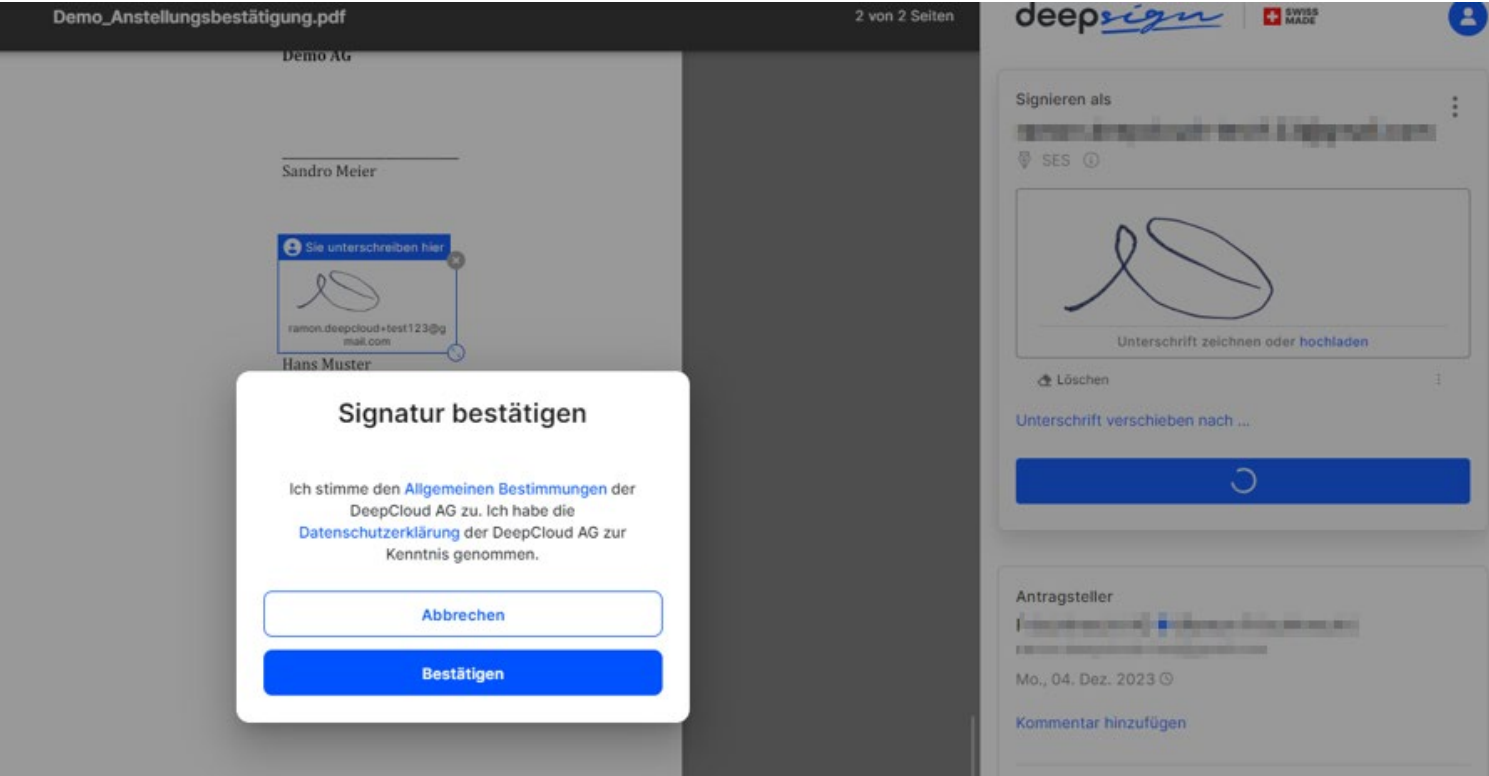 Demo_Anstellungsbestätigung.pdf
2 von 2 Seiten
deepsign
SWISS
MADE
Demo AG
Sandro Meier
Sie unterschreiben hier
ramon.deepcloud+test123@g
mail.com
Hans Muster
Signatur bestätigen
Ich stimme den Allgemeinen Bestimmungen der
DeepCloud AG zu. Ich habe die
Datenschutzerklärung der DeepCloud AG zur
Kenntnis genommen.
Abbrechen
Bestätigen
Signieren als
SES
Unterschrift zeichnen oder hochladen
Löschen
Unterschrift verschieben nach ...
Antragsteller
Mo., 04. Dez. 2023
Kommentar hinzufügen